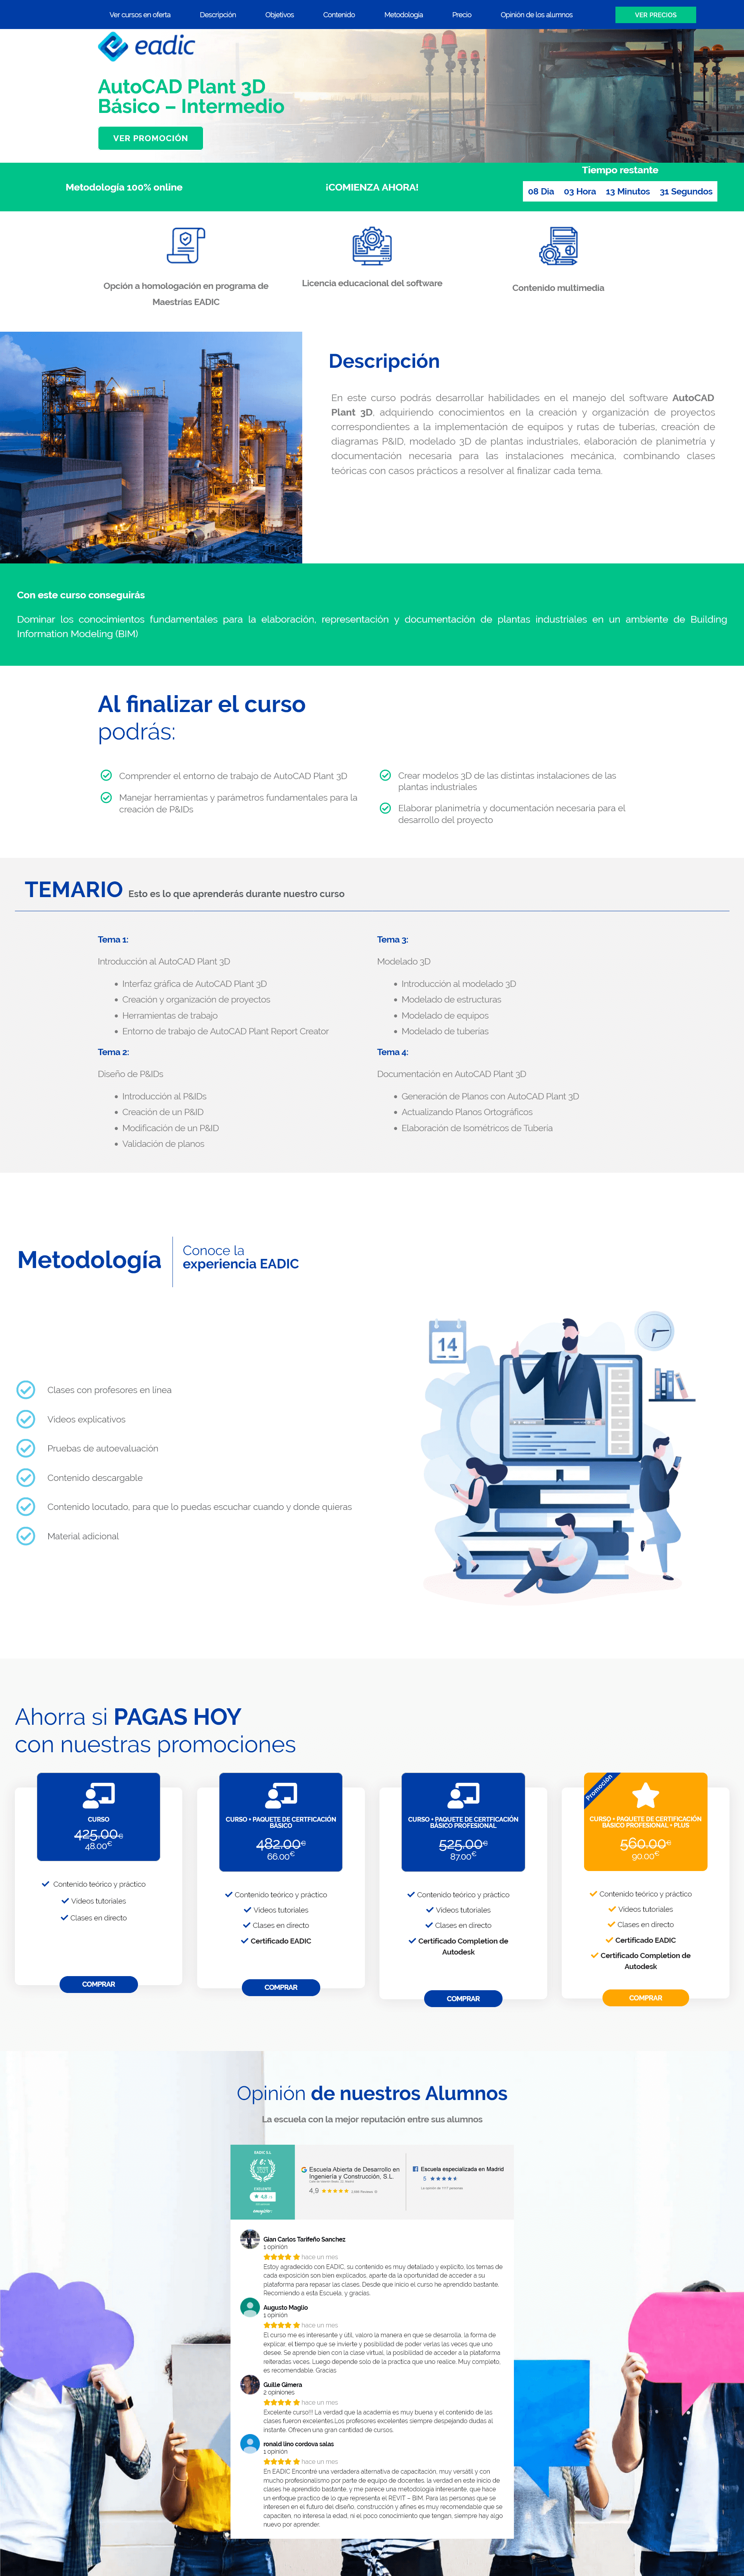 Ver cursos en oferta
Descripción
Objetivos
Contenido
Metodología
Precio
Opinión de los alumnos
VER PRECIOS
eadic
AutoCAD Plant 3D
Básico – Intermedio
VER PROMOCIÓN
Metodología 100% online
¡COMIENZA AHORA!
Tiempo restante
08 Día 03 Hora 13 Minutos 31 Segundos
Opción a homologación en programa de
Maestrías EADIC
Licencia educacional del software
Contenido multimedia
Descripción
En este curso podrás desarrollar habilidades en el manejo del software AutoCAD
Plant 3D, adquiriendo conocimientos en la creación y organización de proyectos
correspondientes a la implementación de equipos y rutas de tuberías, creación de
diagramas P&ID, modelado 3D de plantas industriales, elaboración de planimetría y
documentación necesaria para las instalaciones mecánica, combinando clases
teóricas con casos prácticos a resolver al finalizar cada tema.
Con este curso conseguirás
Dominar los conocimientos fundamentales para la elaboración, representación y documentación de plantas industriales en un ambiente de Building
Information Modeling (BIM)
Al finalizar el curso
podrás:
Comprender el entorno de trabajo de AutoCAD Plant 3D
Manejar herramientas y parámetros fundamentales para la
creación de P&IDs
Crear modelos 3D de las distintas instalaciones de las
plantas industriales
Elaborar planimetría y documentación necesaria para el
desarrollo del proyecto
TEMARIO Esto es lo que aprenderás durante nuestro curso
Tema 1:
Introducción al AutoCAD Plant 3D
Interfaz gráfica de AutoCAD Plant 3D
Creación y organización de proyectos
Herramientas de trabajo
Entorno de trabajo de AutoCAD Plant Report Creator
Tema 2:
Diseño de P&IDs
Introducción al P&IDs
Creación de un P&ID
Modificación de un P&ID
Validación de planos
Tema 3:
Modelado 3D
Introducción al modelado 3D
Modelado de estructuras
Modelado de equipos
Modelado de tuberías
Tema 4:
Documentación en AutoCAD Plant 3D
Generación de Planos con AutoCAD Plant 3D
Actualizando Planos Ortográficos
Elaboración de Isométricos de Tubería
Metodología
Conoce la
experiencia EADIC
Clases con profesores en línea
Videos explicativos
Pruebas de autoevaluación
Contenido descargable
Contenido locutado, para que lo puedas escuchar cuando y donde quieras
Material adicional
14
Ahorra si PAGAS HOY
con nuestras promociones
CURSO
425.00€
48.00€
Contenido teórico y práctico
Videos tutoriales
Clases en directo
COMPRAR
CURSO + PAQUETE DE CERTFICACIÓN
BÁSICO
482.00€
66.00€
Contenido teórico y práctico
Videos tutoriales
Clases en directo
Certificado EADIC
COMPRAR
CURSO + PAQUETE DE CERTFICACIÓN
BÁSICO PROFESIONAL
525.00€
87.00€
Contenido teórico y práctico
Videos tutoriales
Clases en directo
Certificado Completion de
Autodesk
COMPRAR
Promoción
CURSO + PAQUETE DE CERTIFICACIÓN
BÁSICO PROFESIONAL + PLUS
560.00€
90.00€
Contenido teórico y práctico
Videos tutoriales
Clases en directo
Certificado EADIC
Certificado Completion de
Autodesk
COMPRAR
Opinión de nuestros Alumnos
La escuela con la mejor reputación entre sus alumnos
EADIC S.L.
EXCELENTE
Escuela Abierta de Desarrollo en
Ingeniería y Construcción, S.L.
4,9
Escuela especializada en Madrid
5
Gian Carlos Tarifeño Sanchez
1 opinión
hace un mes
Estoy agradecido con EADIC, su contenido es muy detallado y explícito, los temas de
cada exposición son bien explicados, aparte da la oportunidad de acceder a su
plataforma para repasar las clases, Desde que inicio el curso he aprendido bastante.
Recomiendo a esta Escuela, y gracias.
Augusto Maglio
1 opinión
hace un mes
El curso me es interesante y útil, valoro la manera en que se desarrolla, la forma de
explicar, el tiempo que se invierte y posibilidad de poder verlas las veces que uno
desee. Se aprende bien con la clase virtual, la posibilidad de acceder a la plataforma
reiteradas veces. Luego depende solo de la practica que uno realice. Muy completo,
es recomendable. Gracias
Guille Gimera
2 opiniones
hace un mes
Excelente curso!!! La verdad que la academia es muy buena y el contenido de las
clases fueron excelentes.Los profesores excelentes siempre despejando dudas al
instante. Ofrecen una gran cantidad de cursos.
ronald lino cordova salas
1 opinión
hace un mes
En EADIC Encontré una verdadera alternativa de capacitación, muy versátil y con
mucho profesionalismo por parte de equipo de docentes, la verdad en este inicio de
clases he aprendido bastante, y me parece una metodología interesante, que hace
un enfoque practico de lo que representa el REVIT – BIM. Para las personas que se
interesen en el futuro del diseño, construcción y afines es muy recomendable que se
capaciten, no interesa la edad, ni el poco conocimiento que tengan, siempre hay algo
nuevo por aprender.